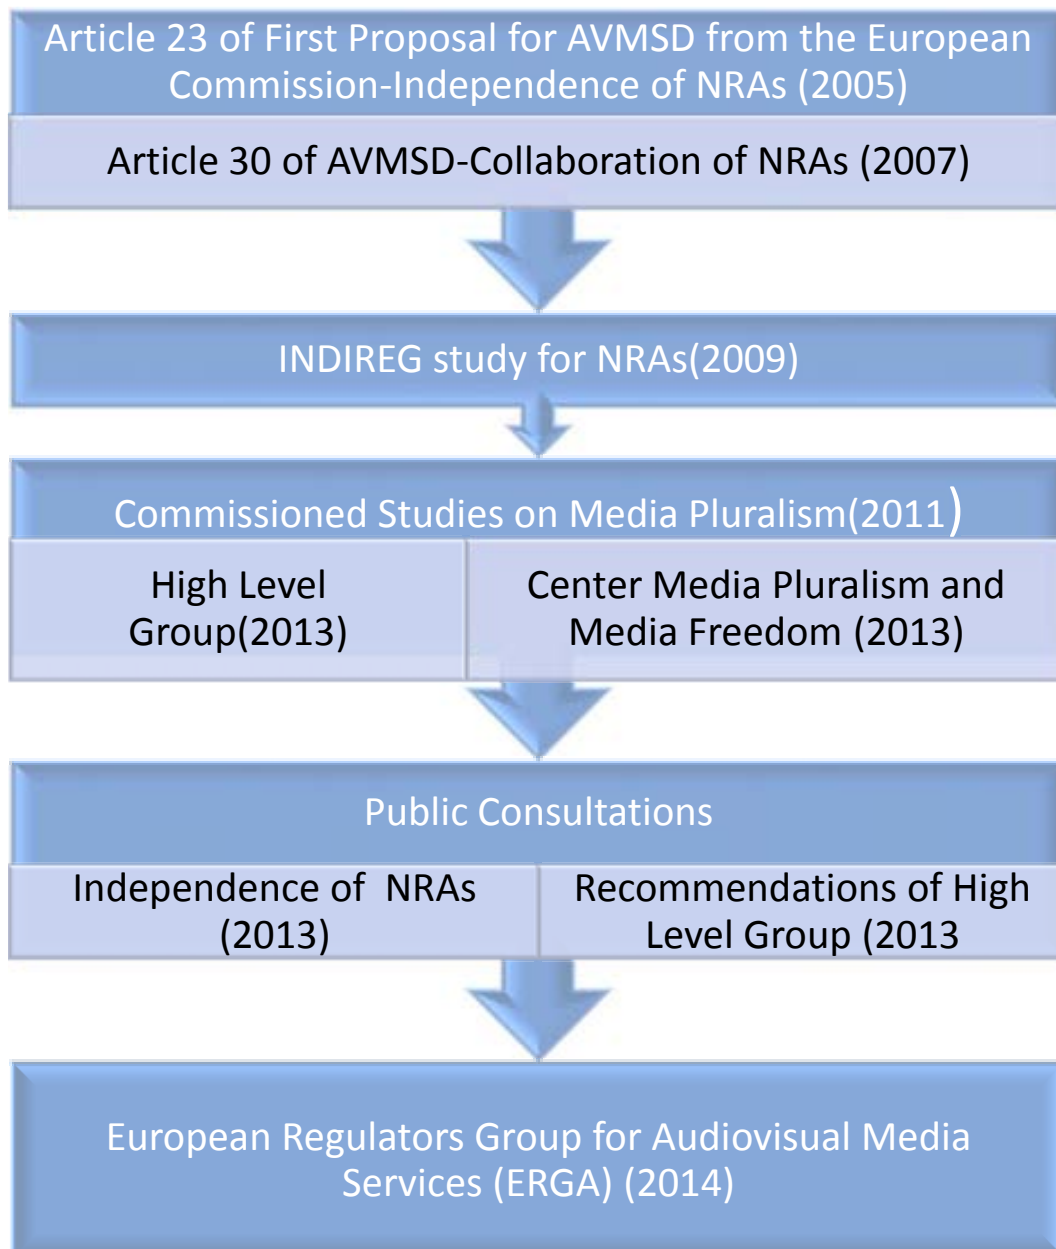 Article 23 of First Proposal for AVMSD from the European
Commission-Independence of NRAs (2005)
Article 30 of AVMSD-Collaboration of NRAs (2007)
INDIREG study for NRAs(2009)
Commissioned Studies on Media Pluralism(2011)
High Level
Group(2013)
Center Media Pluralism and
Media Freedom (2013)
Public Consultations
Independence of  NRAs
(2013)
Recommendations of High
Level Group (2013
European Regulators Group for Audiovisual Media
Services (ERGA) (2014)